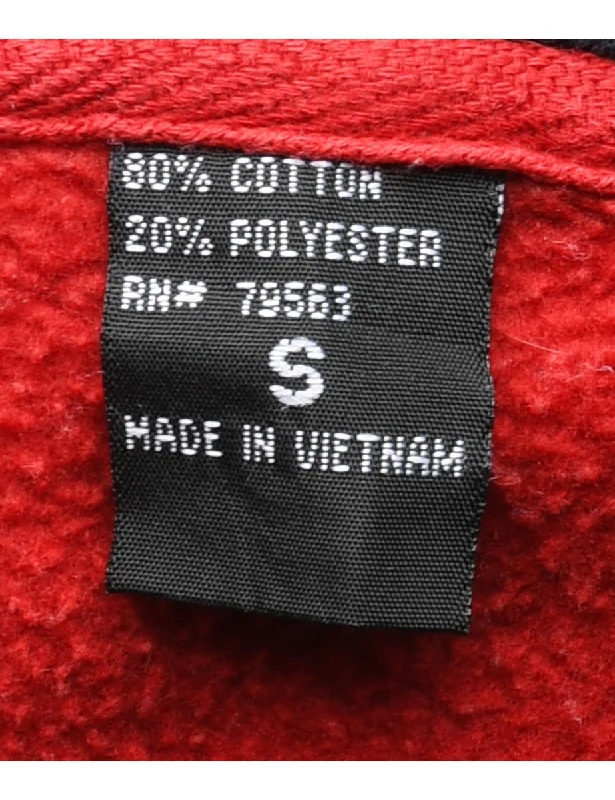 80% COTTON
20% POLYESTER
RN# 79563
S
MADE IN VIETNAM